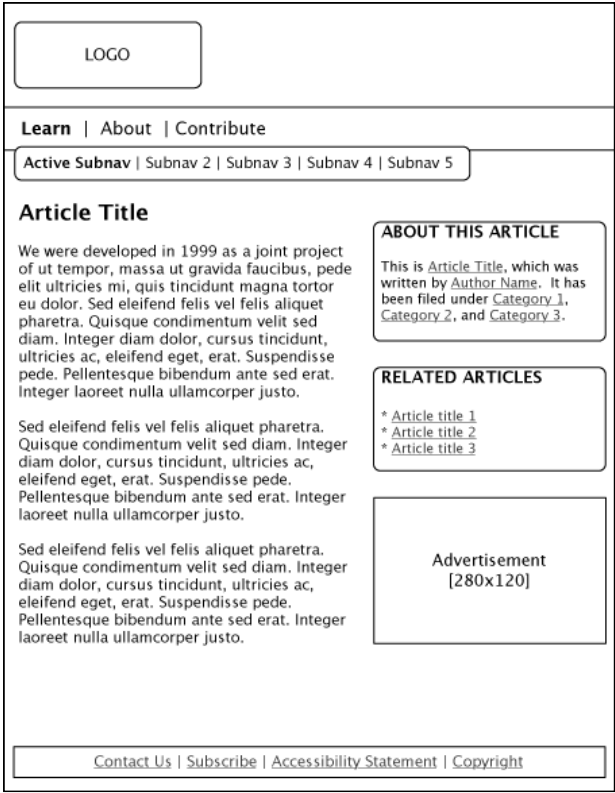 LOGO
Learn | About | Contribute
Active Subnav | Subnav 2 | Subnav 3 | Subnav 4 | Subnav 5
Article Title
We were developed in 1999 as a joint project
of ut tempor, massa ut gravida faucibus, pede
elit ultricies mi, quis tincidunt magna tortor
eu dolor. Sed eleifend felis vel felis aliquet
pharetra. Quisque condimentum velit sed
diam. Integer diam dolor, cursus tincidunt,
ultricies ac, eleifend eget, erat. Suspendisse
pede. Pellentesque bibendum ante sed erat.
Integer laoreet nulla ullamcorper justo.
Sed eleifend felis vel felis aliquet pharetra.
Quisque condimentum velit sed diam. Integer
diam dolor, cursus tincidunt, ultricies ac,
eleifend eget, erat. Suspendisse pede.
Pellentesque bibendum ante sed erat. Integer
laoreet nulla ullamcorper justo.
Sed eleifend felis vel felis aliquet pharetra.
Quisque condimentum velit sed diam. Integer
diam dolor, cursus tincidunt, ultricies ac,
eleifend eget, erat. Suspendisse pede.
Pellentesque bibendum ante sed erat. Integer
laoreet nulla ullamcorper justo.
ABOUT THIS ARTICLE
This is Article Title, which was
written by Author Name. It has
been filed under Category 1,
Category 2, and Category 3.
RELATED ARTICLES
* Article title 1
* Article title 2
* Article title 3
Advertisement
[280x120]
Contact Us | Subscribe | Accessibility Statement | Copyright